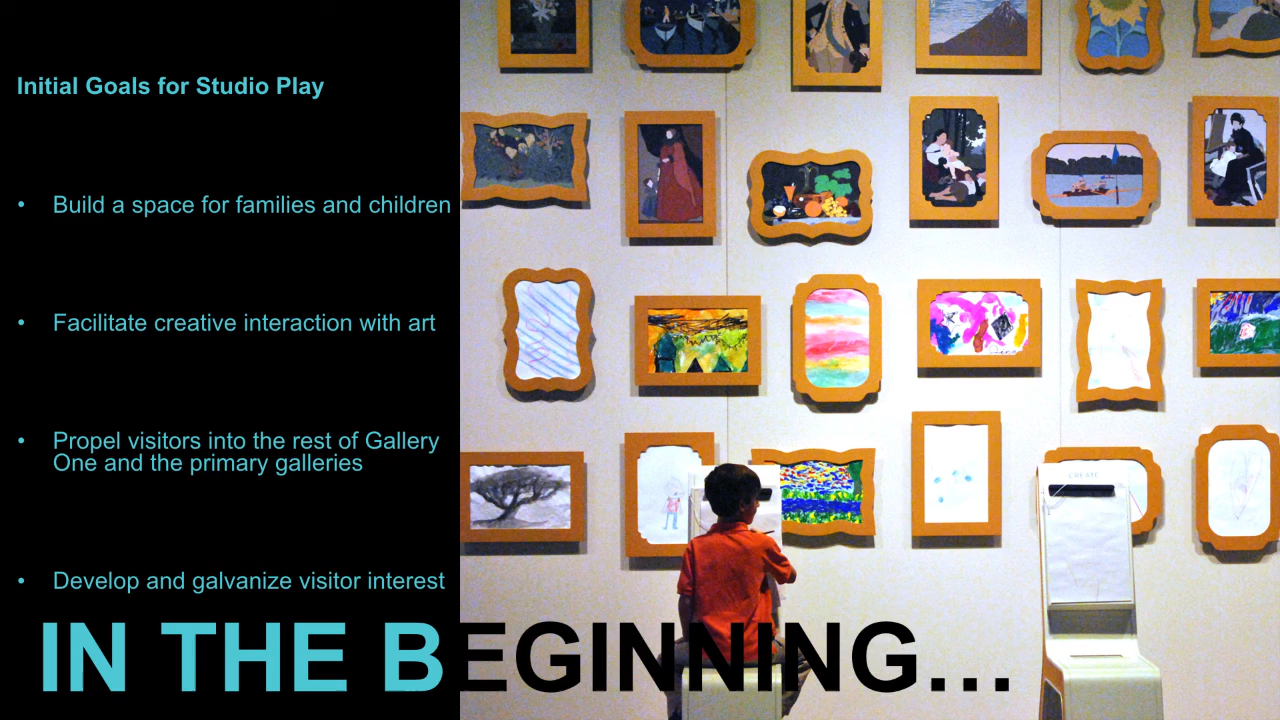 Initial Goals for Studio Play
• Build a space for families and children
• Facilitate creative interaction with art
• Propel visitors into the rest of Gallery
One and the primary galleries
• Develop and galvanize visitor interest
IN THE BEGINNING...
CREATE